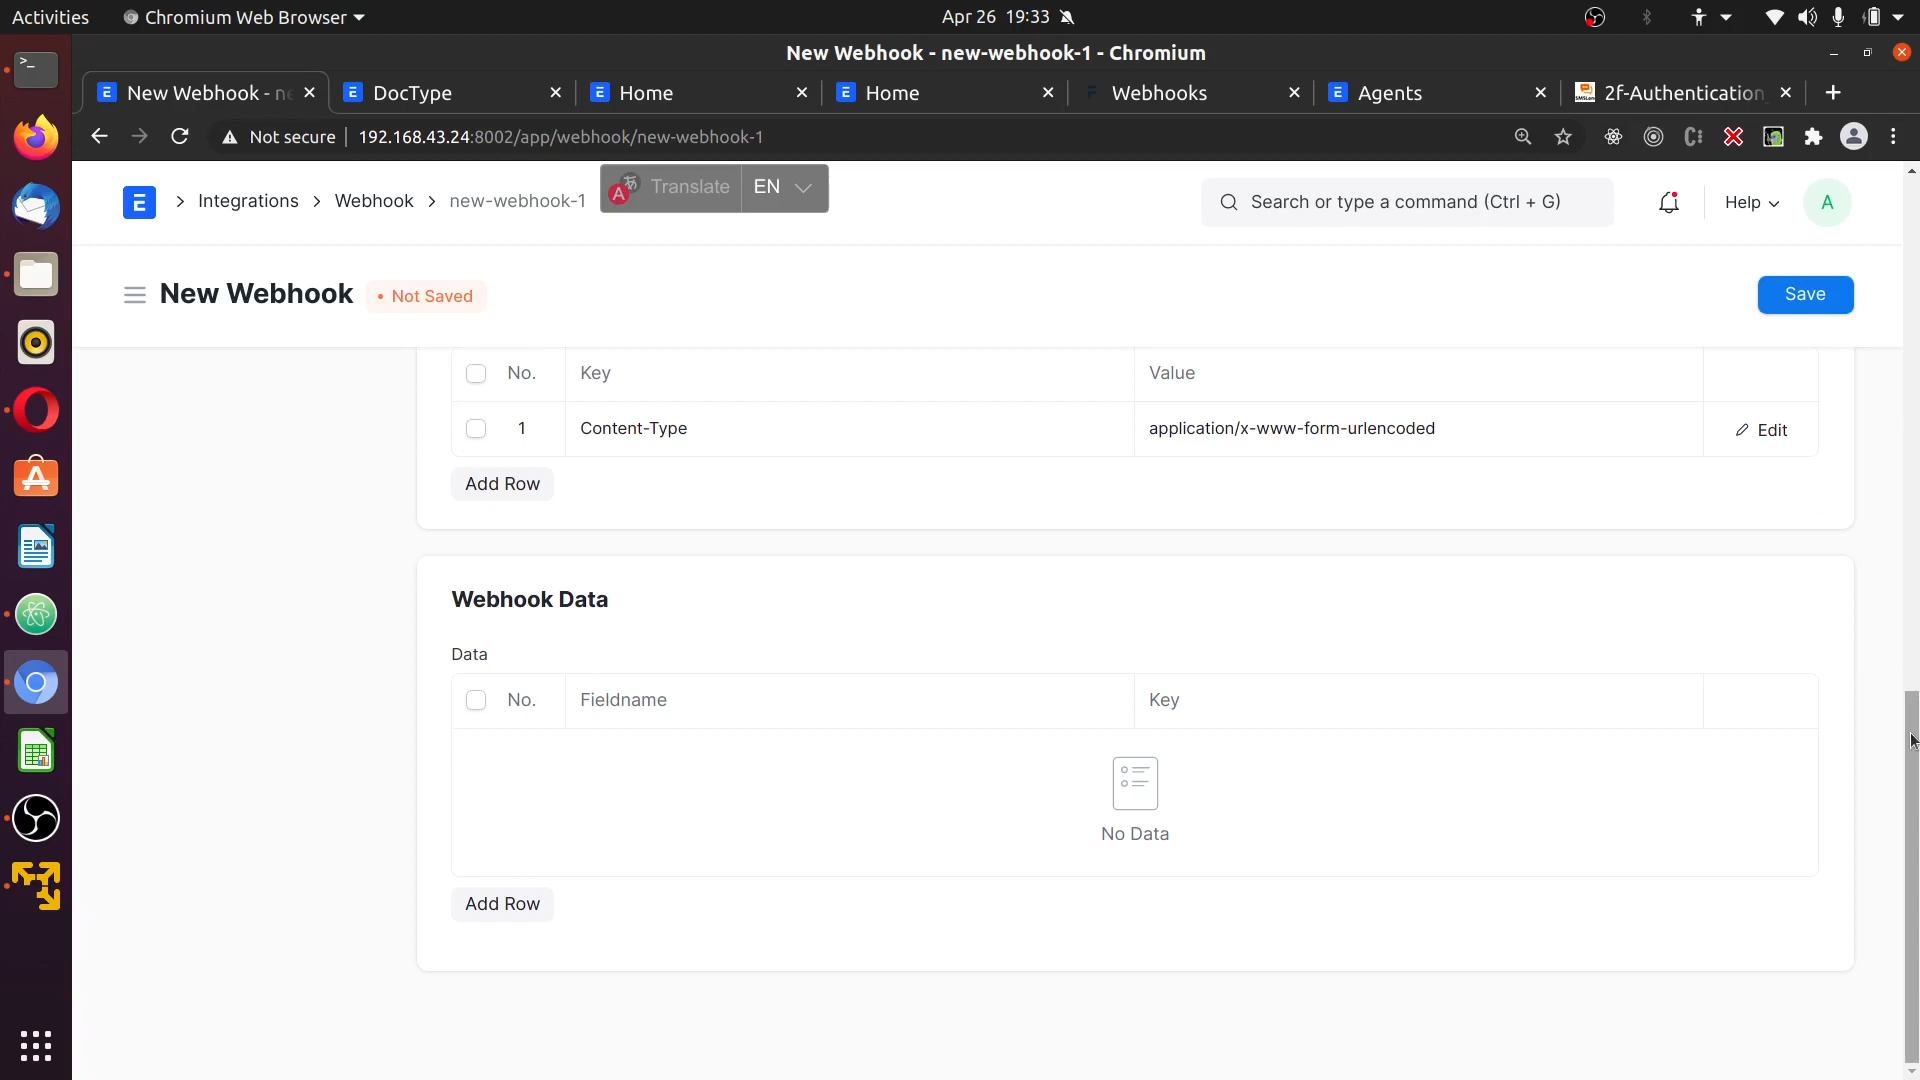 Activities
Chromium Web Browser
Apr 26 19:33
New Webhook - new-webhook-1 - Chromium
New Webhook - ne
DocType
Home
Home
Webhooks
Agents
2f-Authentication
Not secure
192.168.43.24:8002/app/webhook/new-webhook-1
Integrations
Webhook
new-webhook-1
Translate
EN
Search or type a command (Ctrl + G)
Help
A
New Webhook
• Not Saved
Save
No.
Key
Value
1
Content-Type
application/x-www-form-urlencoded
Edit
Add Row
Webhook Data
Data
No.
Fieldname
Key
No Data
Add Row